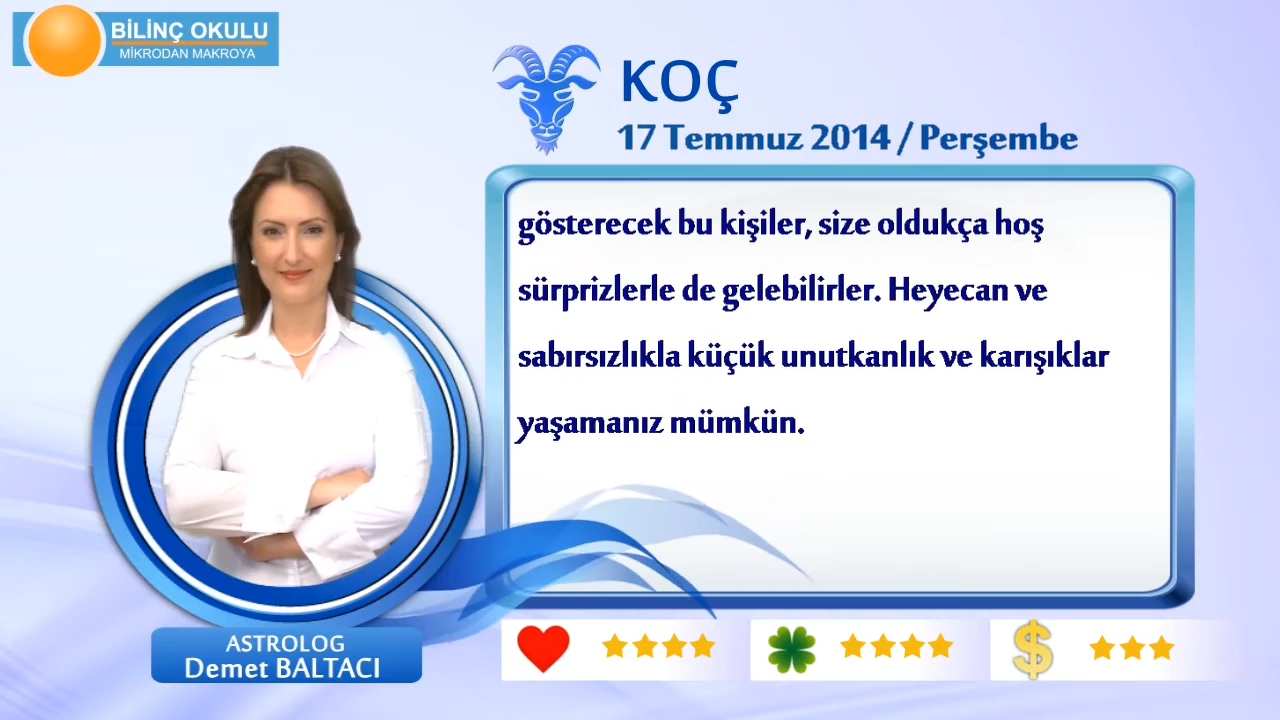 BİLİNÇ OKULU
MİKRODAN MAKROYA
KOÇ
17 Temmuz 2014 / Perşembe
gösterecek bu kişiler, size oldukça hoş
sürprizlerle de gelebilirler. Heyecan ve
sabırsızlıkla küçük unutkanlık ve karışıklar
yaşamanız mümkün.
ASTROLOG
Demet BALTACI
$